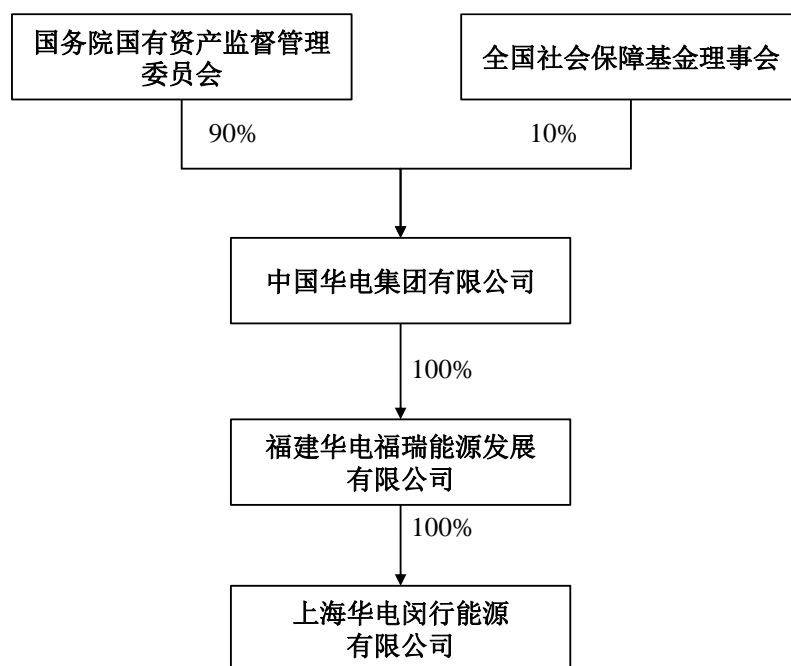 国务院国有资产监督管理
委员会
全国社会保障基金理事会
90%
10%
中国华电集团有限公司
100%
福建华电福瑞能源发展
有限公司
100%
上海华电闵行能源
有限公司